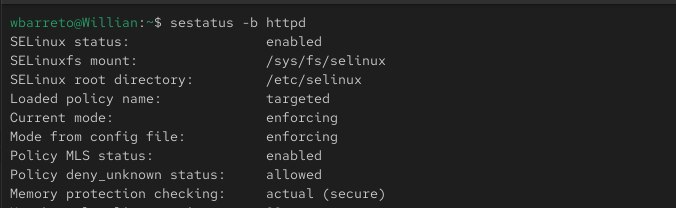 wbarreto@Willian:~$ sestatus -b httpd
SELinux status: enabled
SELinuxfs mount: /sys/fs/selinux
SELinux root directory: /etc/selinux
Loaded policy name: targeted
Current mode: enforcing
Mode from config file: enforcing
Policy MLS status: enabled
Policy deny_unknown status: allowed
Memory protection checking: actual (secure)